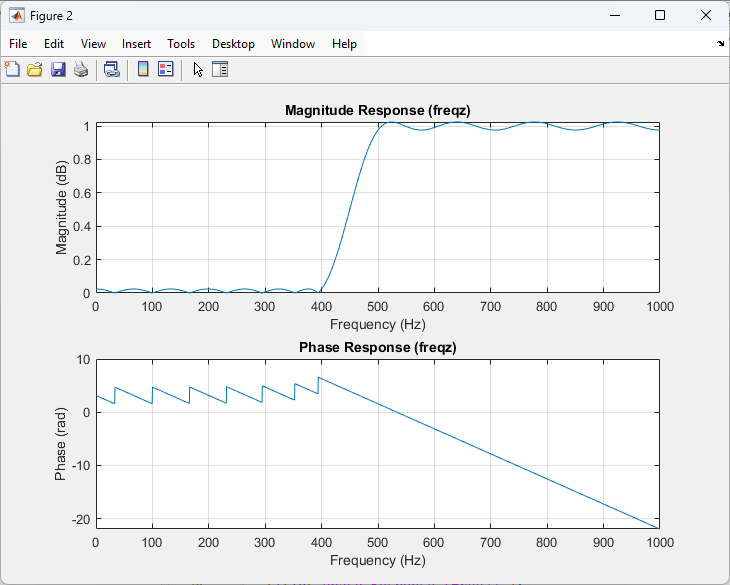 Figure 2
File Edit View Insert Tools Desktop Window Help
Magnitude Response (freqz)
Magnitude (dB)
1
0.8
0.6
0.4
0.2
0
0 100 200 300 400 500 600 700 800 900 1000
Frequency (Hz)
Phase Response (freqz)
Phase (rad)
10
0
-10
-20
0 100 200 300 400 500 600 700 800 900 1000
Frequency (Hz)